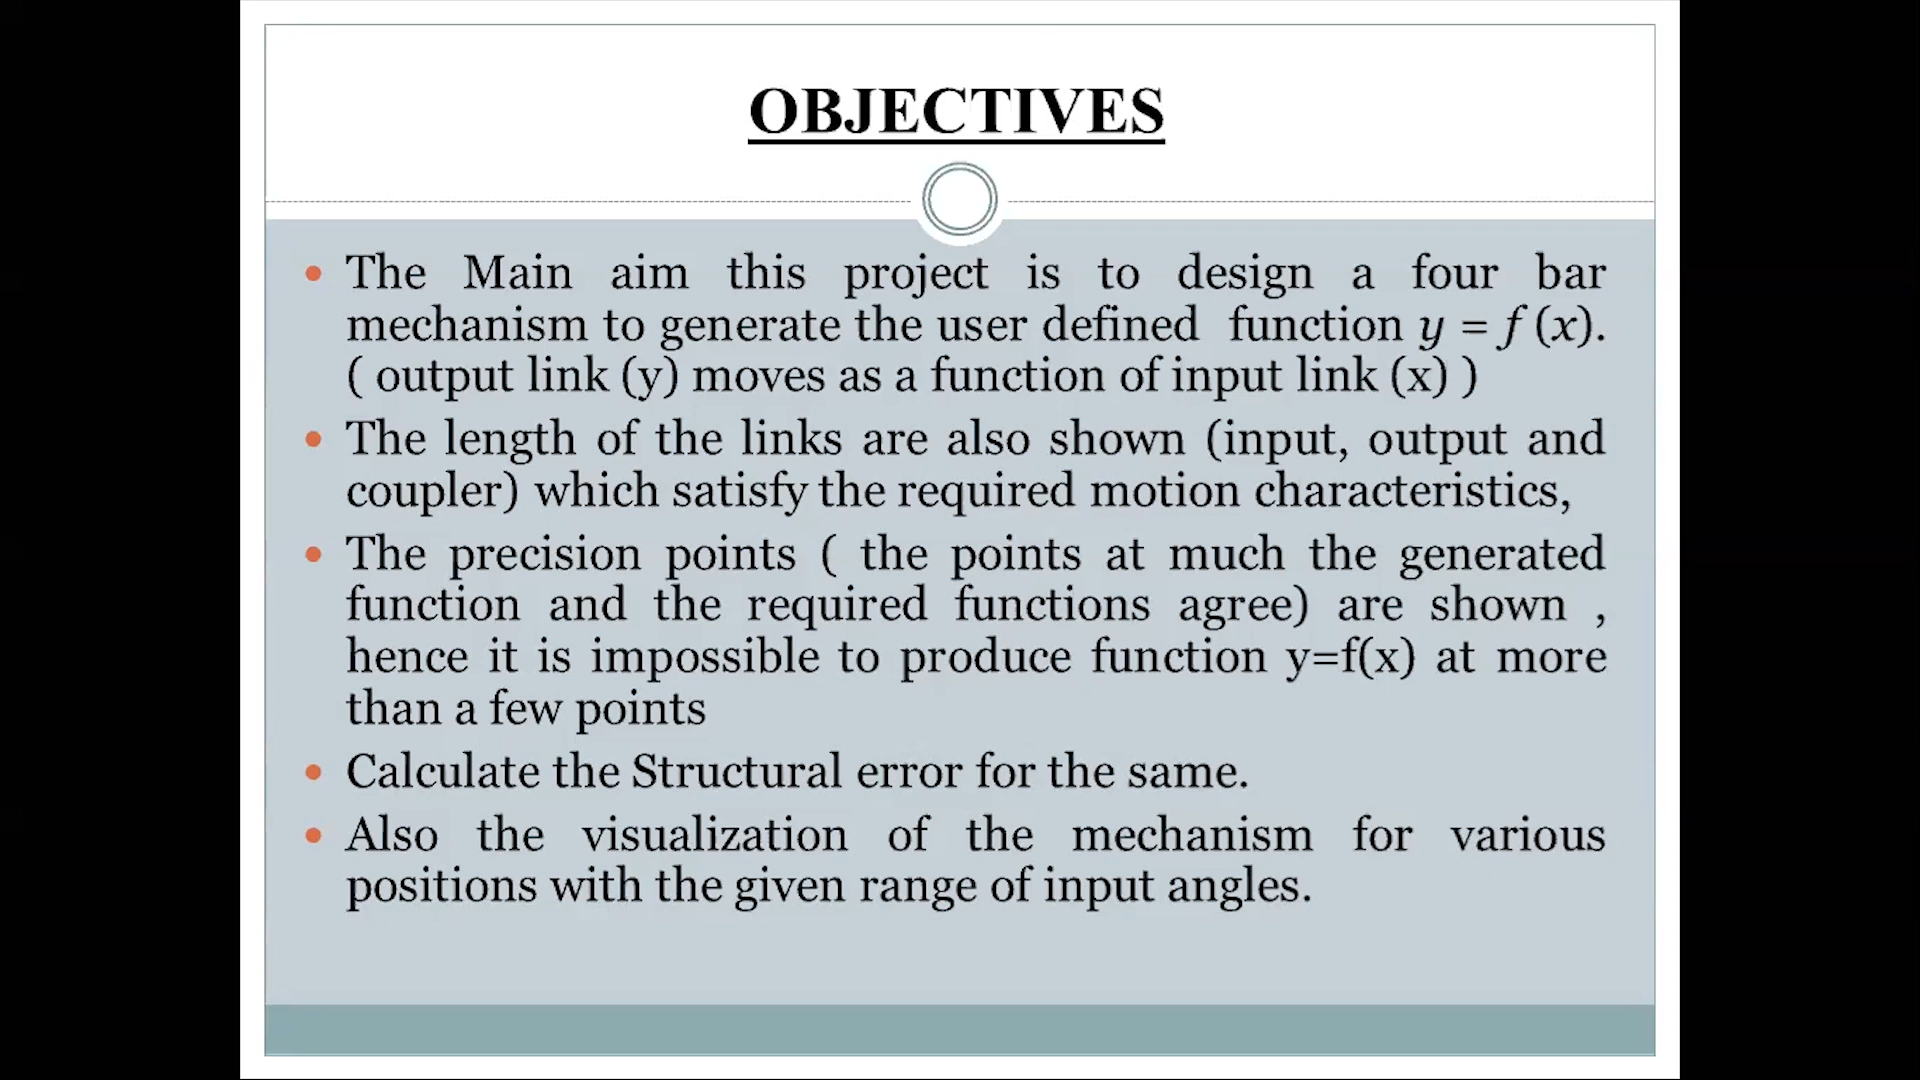 OBJECTIVES
• The Main aim this project is to design a four bar
mechanism to generate the user defined function y = f (x).
( output link (y) moves as a function of input link (x) )
• The length of the links are also shown (input, output and
coupler) which satisfy the required motion characteristics,
• The precision points ( the points at much the generated
function and the required functions agree) are shown ,
hence it is impossible to produce function y=f(x) at more
than a few points
• Calculate the Structural error for the same.
• Also the visualization of the mechanism for various
positions with the given range of input angles.